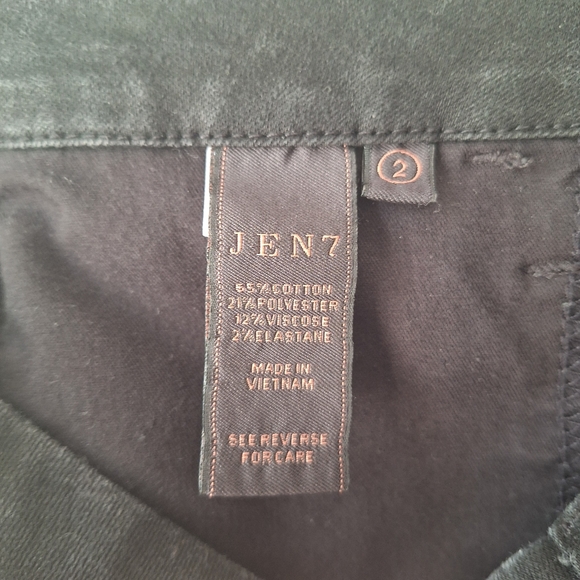 2
JEN7
65% COTTON
21% POLYESTER
12% VISCOSE
2% ELASTANE
MADE IN
VIETNAM
SEE REVERSE
FOR CARE